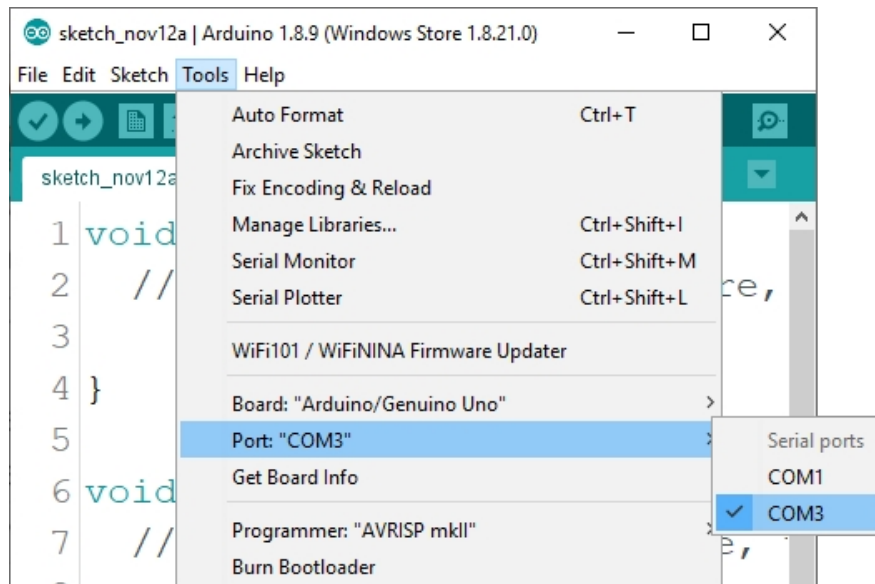 sketch_nov12a | Arduino 1.8.9 (Windows Store 1.8.21.0)
File Edit Sketch Tools Help
sketch_nov12a
Auto Format Ctrl+T
Archive Sketch
Fix Encoding & Reload
Manage Libraries... Ctrl+Shift+I
Serial Monitor Ctrl+Shift+M
Serial Plotter Ctrl+Shift+L
WiFi101 / WiFiNINA Firmware Updater
Board: "Arduino/Genuino Uno"
Port: "COM3"
Get Board Info
Programmer: "AVRISP mkII"
Burn Bootloader
Serial ports
COM1
COM3
1 void
2 // re,
3
4 }
5
6 void
7 // e,